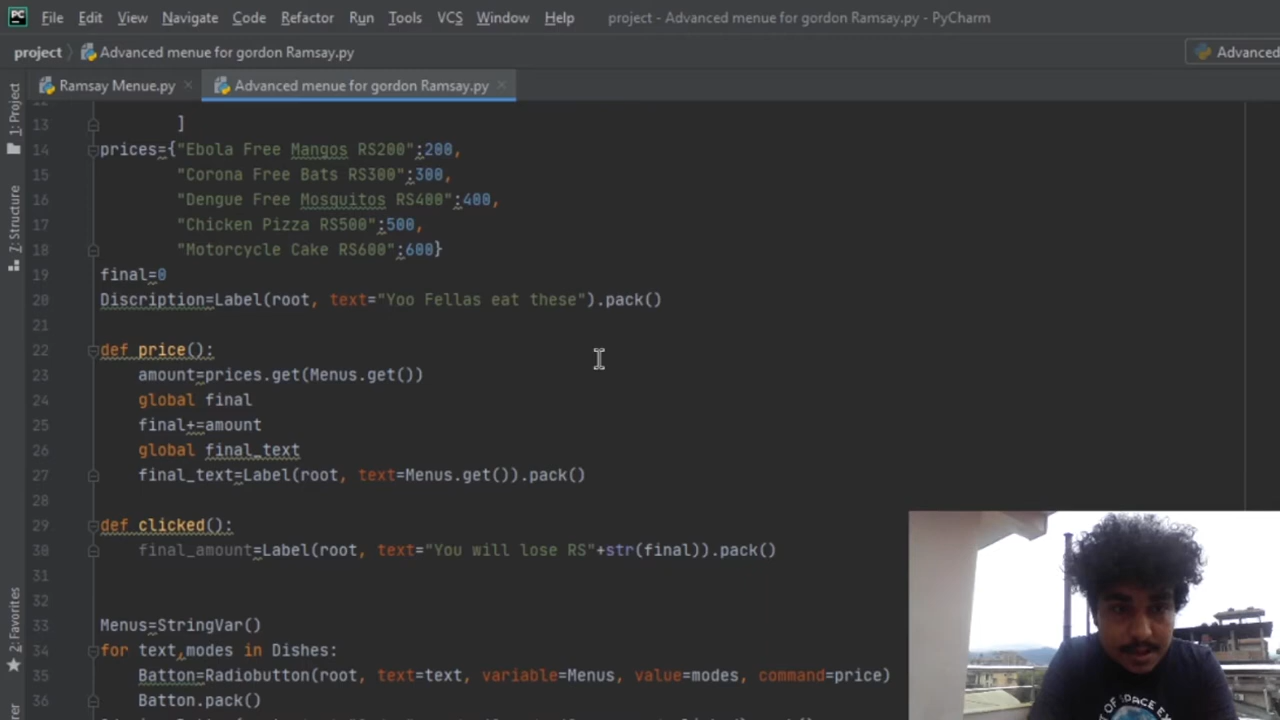 PC File Edit View Navigate Code Refactor Run Tools VCS Window Help project - Advanced menue for gordon Ramsay.py - PyCharm
project Advanced menue for gordon Ramsay.py Advanced
Ramsay Menue.py Advanced menue for gordon Ramsay.py
1: Project
7: Structure
2: Favorites
13 ]
14 prices={"Ebola Free Mangos RS200":200,
15 "Corona Free Bats RS300":300,
16 "Dengue Free Mosquitos RS400":400,
17 "Chicken Pizza RS500":500,
18 "Motorcycle Cake RS600":600}
19 final=0
20 Discription=Label(root, text="Yoo Fellas eat these").pack()
21
22 def price():
23 amount=prices.get(Menus.get())
24 global final
25 final+=amount
26 global final_text
27 final_text=Label(root, text=Menus.get()).pack()
28
29 def clicked():
30 final_amount=Label(root, text="You will lose RS"+str(final)).pack()
31
32
33 Menus=StringVar()
34 for text,modes in Dishes:
35 Batton=Radiobutton(root, text=text, variable=Menus, value=modes, command=price)
36 Batton.pack()
OF SPACE EX